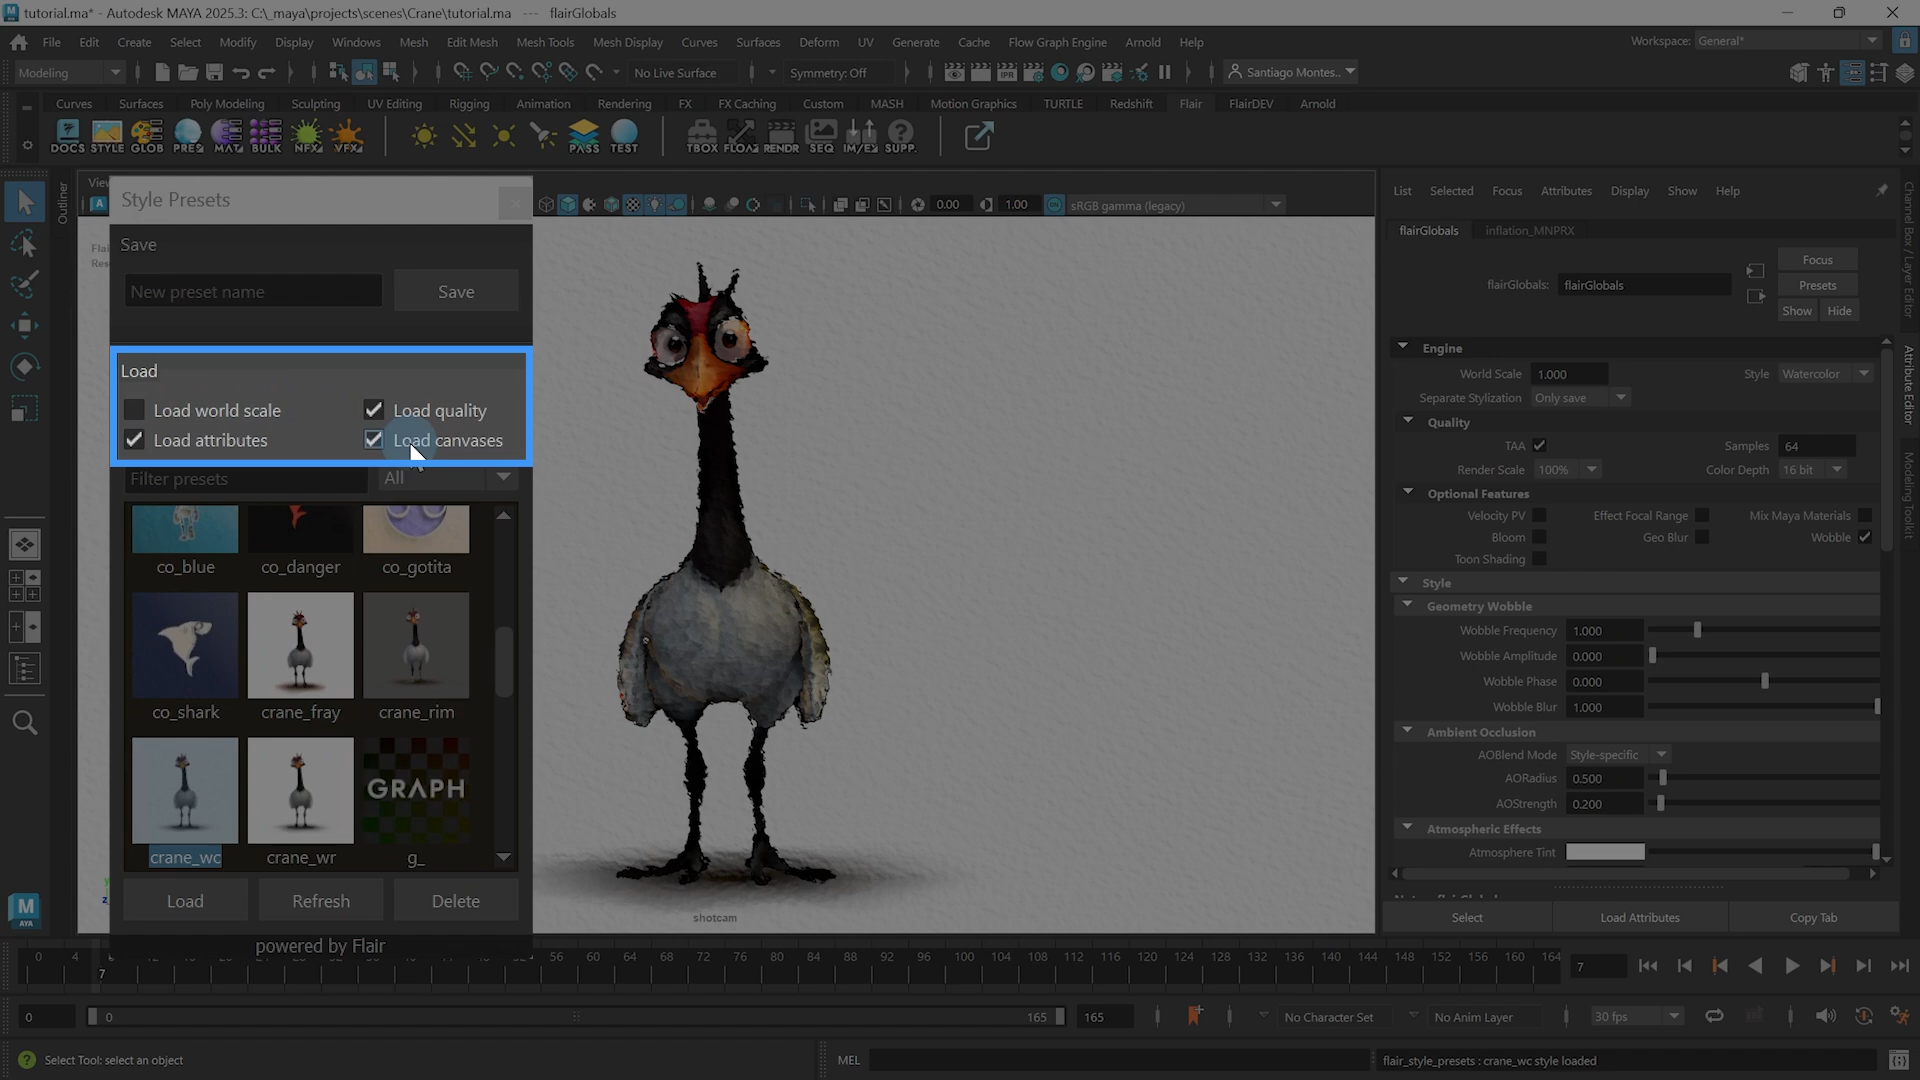 tutorial.ma* - Autodesk MAYA 2025.3: C:\_maya\projects\scenes\Crane\tutorial.ma --- flairGlobals
File Edit Create Select Modify Display Windows Mesh Edit Mesh Mesh Tools Mesh Display Curves Surfaces Deform UV Generate Cache Flow Graph Engine Arnold Help
Workspace: General*
Modeling
No Live Surface
Symmetry: Off
IPR
Santiago Montes..
Curves Surfaces Poly Modeling Sculpting UV Editing Rigging Animation Rendering FX FX Caching Custom MASH Motion Graphics TURTLE Redshift Flair FlairDEV Arnold
DOCS STYLE GLOB PRES MAT BULK NFX VFX PASS TEST TBOX FLOAT RENDR SEQ IM/EX SUPP.
Outliner
Style Presets
0.00
1.00
ON
sRGB gamma (legacy)
Save
New preset name
Save
Load
Load world scale
Load quality
Load attributes
Load canvases
Filter presets
All
co_blue co_danger co_gotita
co_shark crane_fray crane_rim
GRAPH
crane_wc crane_wr g_
Load Refresh Delete
powered by Flair
shotcam
List Selected Focus Attributes Display Show Help
flairGlobals inflation_MNPRX
Focus
flairGlobals: flairGlobals
Presets
Show Hide
Engine
World Scale 1.000 Style Watercolor
Separate Stylization Only save
Quality
TAA Samples 64
Render Scale 100% Color Depth 16 bit
Optional Features
Velocity PV Effect Focal Range Mix Maya Materials
Bloom Geo Blur Wobble
Toon Shading
Style
Geometry Wobble
Wobble Frequency 1.000
Wobble Amplitude 0.000
Wobble Phase 0.000
Wobble Blur 1.000
Ambient Occlusion
AOBlend Mode Style-specific
AORadius 0.500
AOStrength 0.200
Atmospheric Effects
Atmosphere Tint
Select Load Attributes Copy Tab
Channel Box / Layer Editor
Attribute Editor
Modeling Toolkit
M
AYA
0 4 56 60 64 68 72 76 80 84 88 92 96 100 104 108 112 116 120 124 128 132 136 140 144 148 152 156 160 164
7
7
0 0 165 165
No Character Set
No Anim Layer
30 fps
Select Tool: select an object
MEL
flair_style_presets : crane_wc style loaded